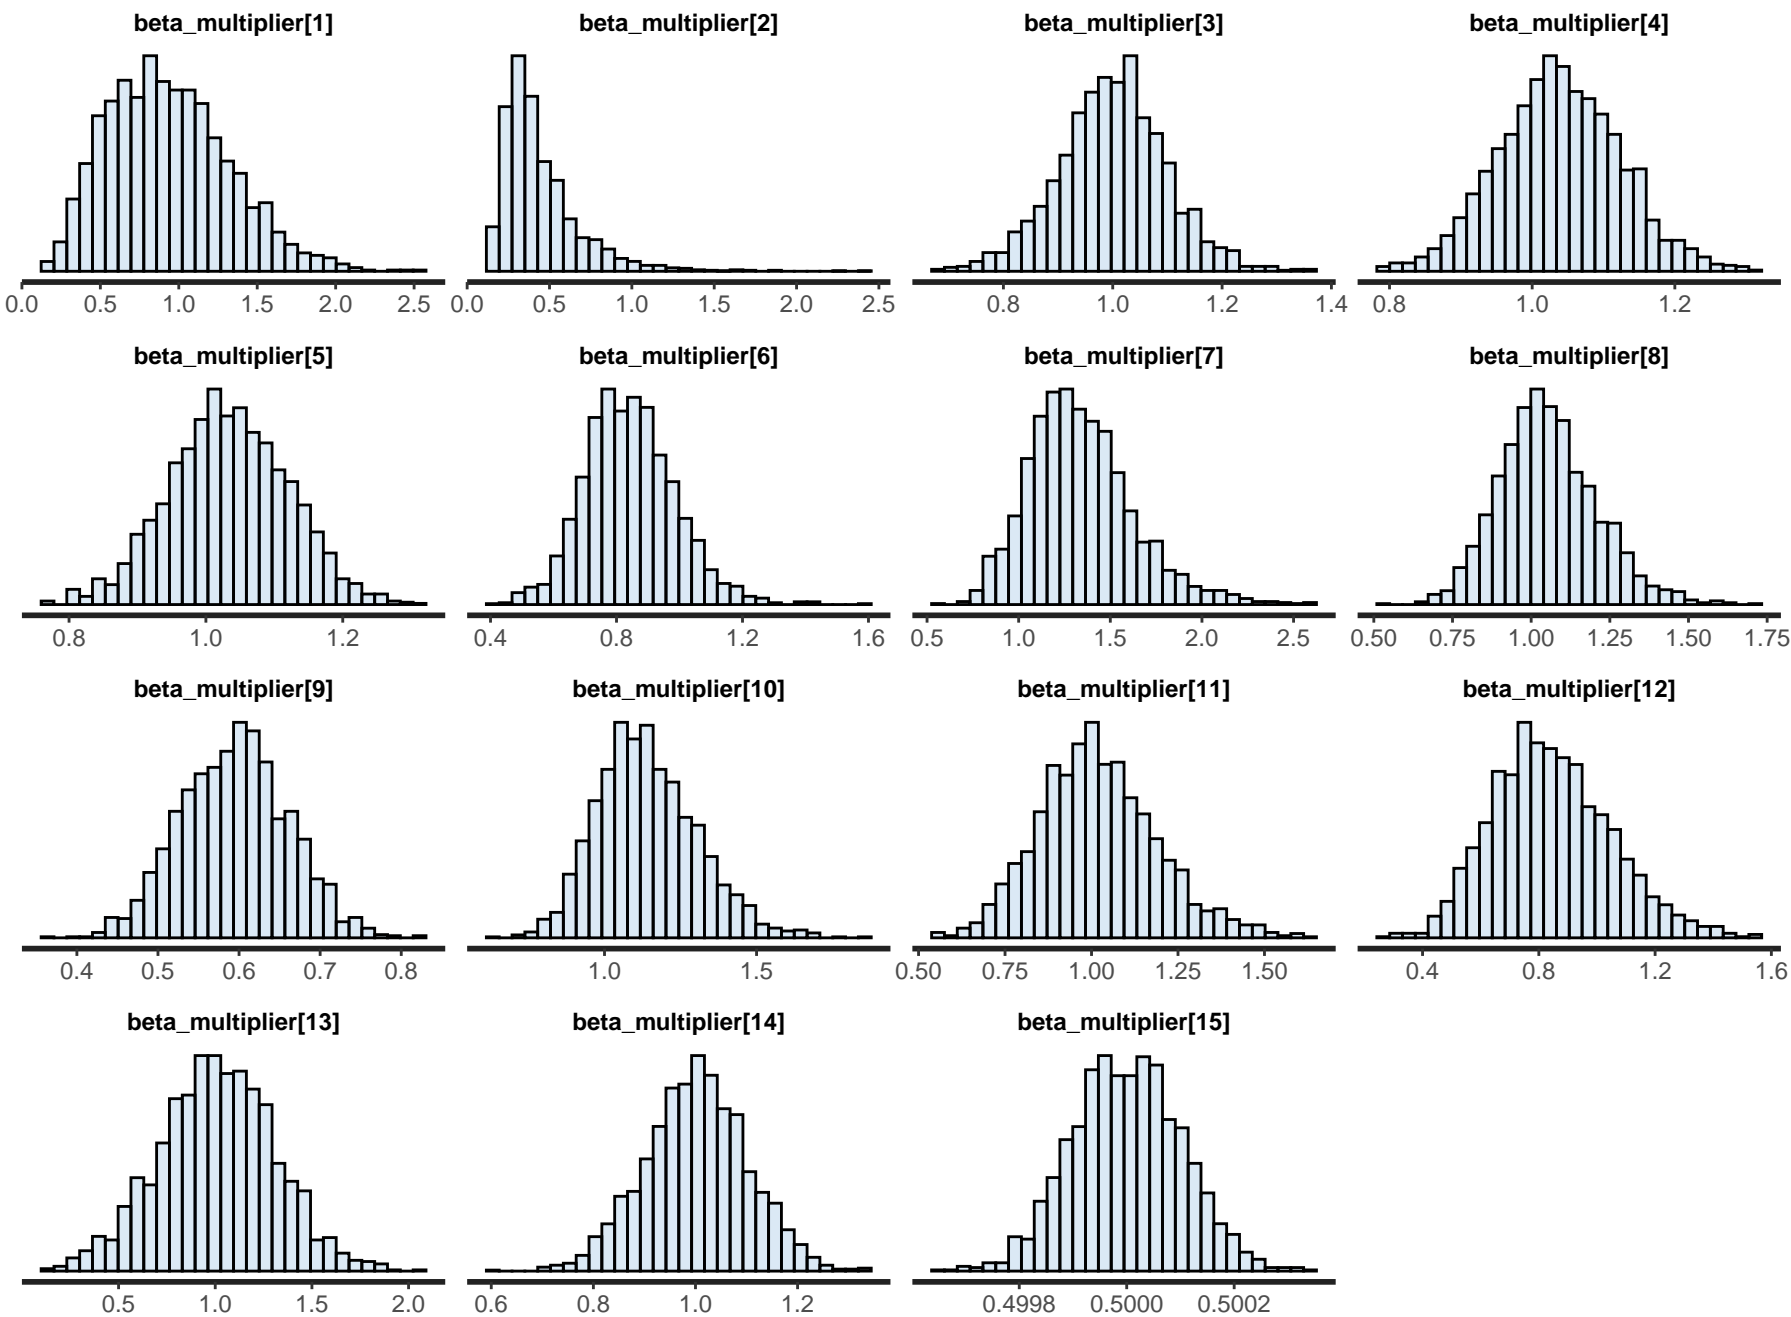 beta_multiplier[1] beta_multiplier[2] beta_multiplier[3] beta_multiplier[4]
0.0 0.5 1.0 1.5 2.0 2.5 0.0 0.5 1.0 1.5 2.0 2.5 0.8 1.0 1.2 1.4 0.8 1.0 1.2
beta_multiplier[5] beta_multiplier[6] beta_multiplier[7] beta_multiplier[8]
0.8 1.0 1.2 0.4 0.8 1.2 1.6 0.5 1.0 1.5 2.0 2.5 0.50 0.75 1.00 1.25 1.50 1.75
beta_multiplier[9] beta_multiplier[10] beta_multiplier[11] beta_multiplier[12]
0.4 0.5 0.6 0.7 0.8 1.0 1.5 0.50 0.75 1.00 1.25 1.50 0.4 0.8 1.2 1.6
beta_multiplier[13] beta_multiplier[14] beta_multiplier[15]
0.5 1.0 1.5 2.0 0.6 0.8 1.0 1.2 0.4998 0.5000 0.5002